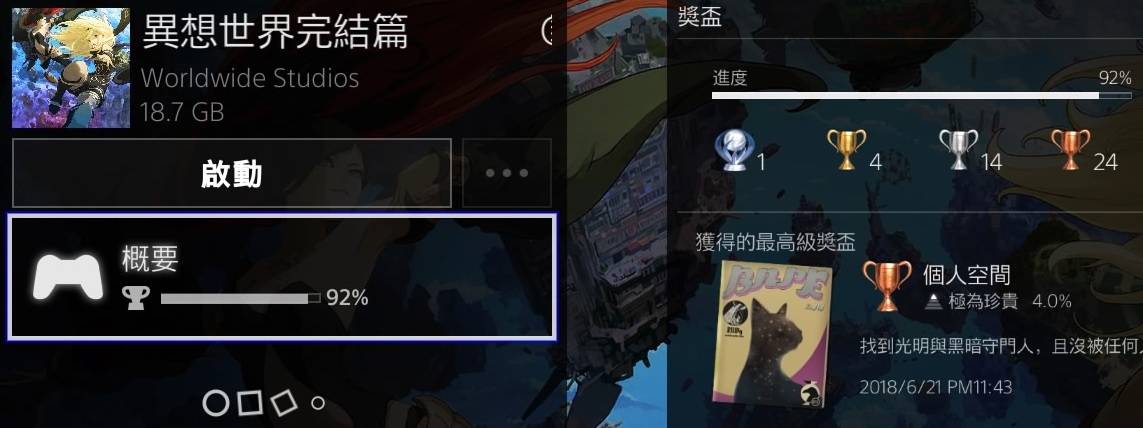 異想世界完結篇
Worldwide Studios
18.7 GB
啟動
概要
92%
獎盃
進度
92%
1
4
14
24
獲得的最高級獎盃
個人空間
極為珍貴 4.0%
找到光明與黑暗守門人，且沒被任何
2018/6/21 PM11:43